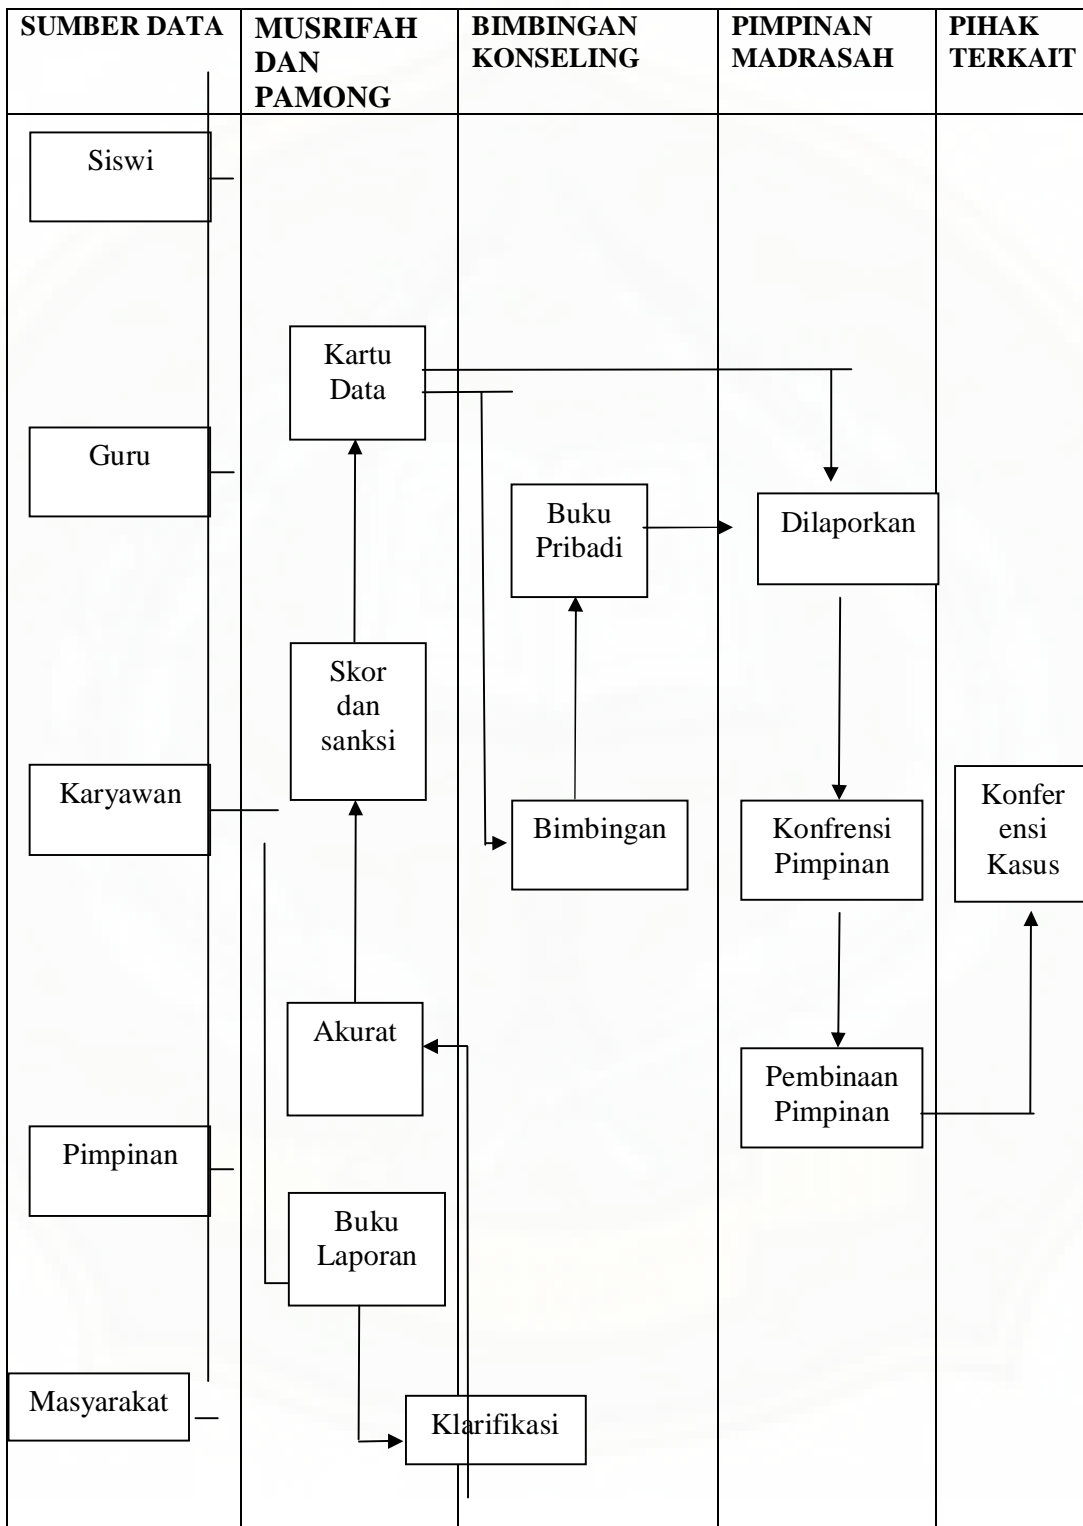 SUMBER DATA
MUSRIFAH
DAN
PAMONG
BIMBINGAN
KONSELING
PIMPINAN
MADRASAH
PIHAK
TERKAIT
Siswi
Kartu
Data
Guru
Buku
Pribadi
Dilaporkan
Skor
dan
sanksi
Karyawan
Bimbingan
Konfrensi
Pimpinan
Konfer
ensi
Kasus
Akurat
Pembinaan
Pimpinan
Pimpinan
Buku
Laporan
Masyarakat
Klarifikasi